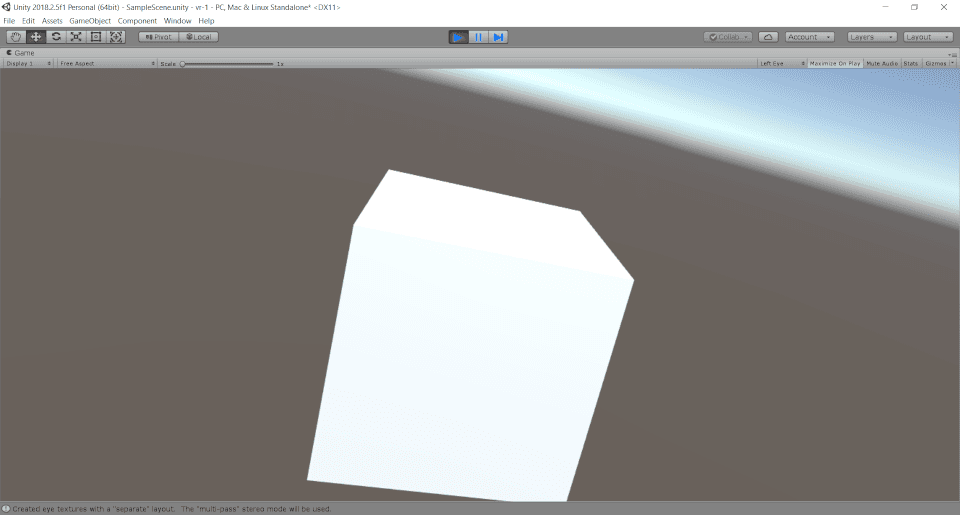 Unity 2018.2.5f1 Personal (64bit) - SampleScene.unity - vr-1 - PC, Mac & Linux Standalone* <DX11>
File Edit Assets GameObject Component Window Help
Pivot Local Collab Account Layers Layout
Game
Display 1 Free Aspect Scale 1x Left Eye Maximize On Play Mute Audio Stats Gizmos
Created eye textures with a "separate" layout. The "multi-pass" stereo mode will be used.